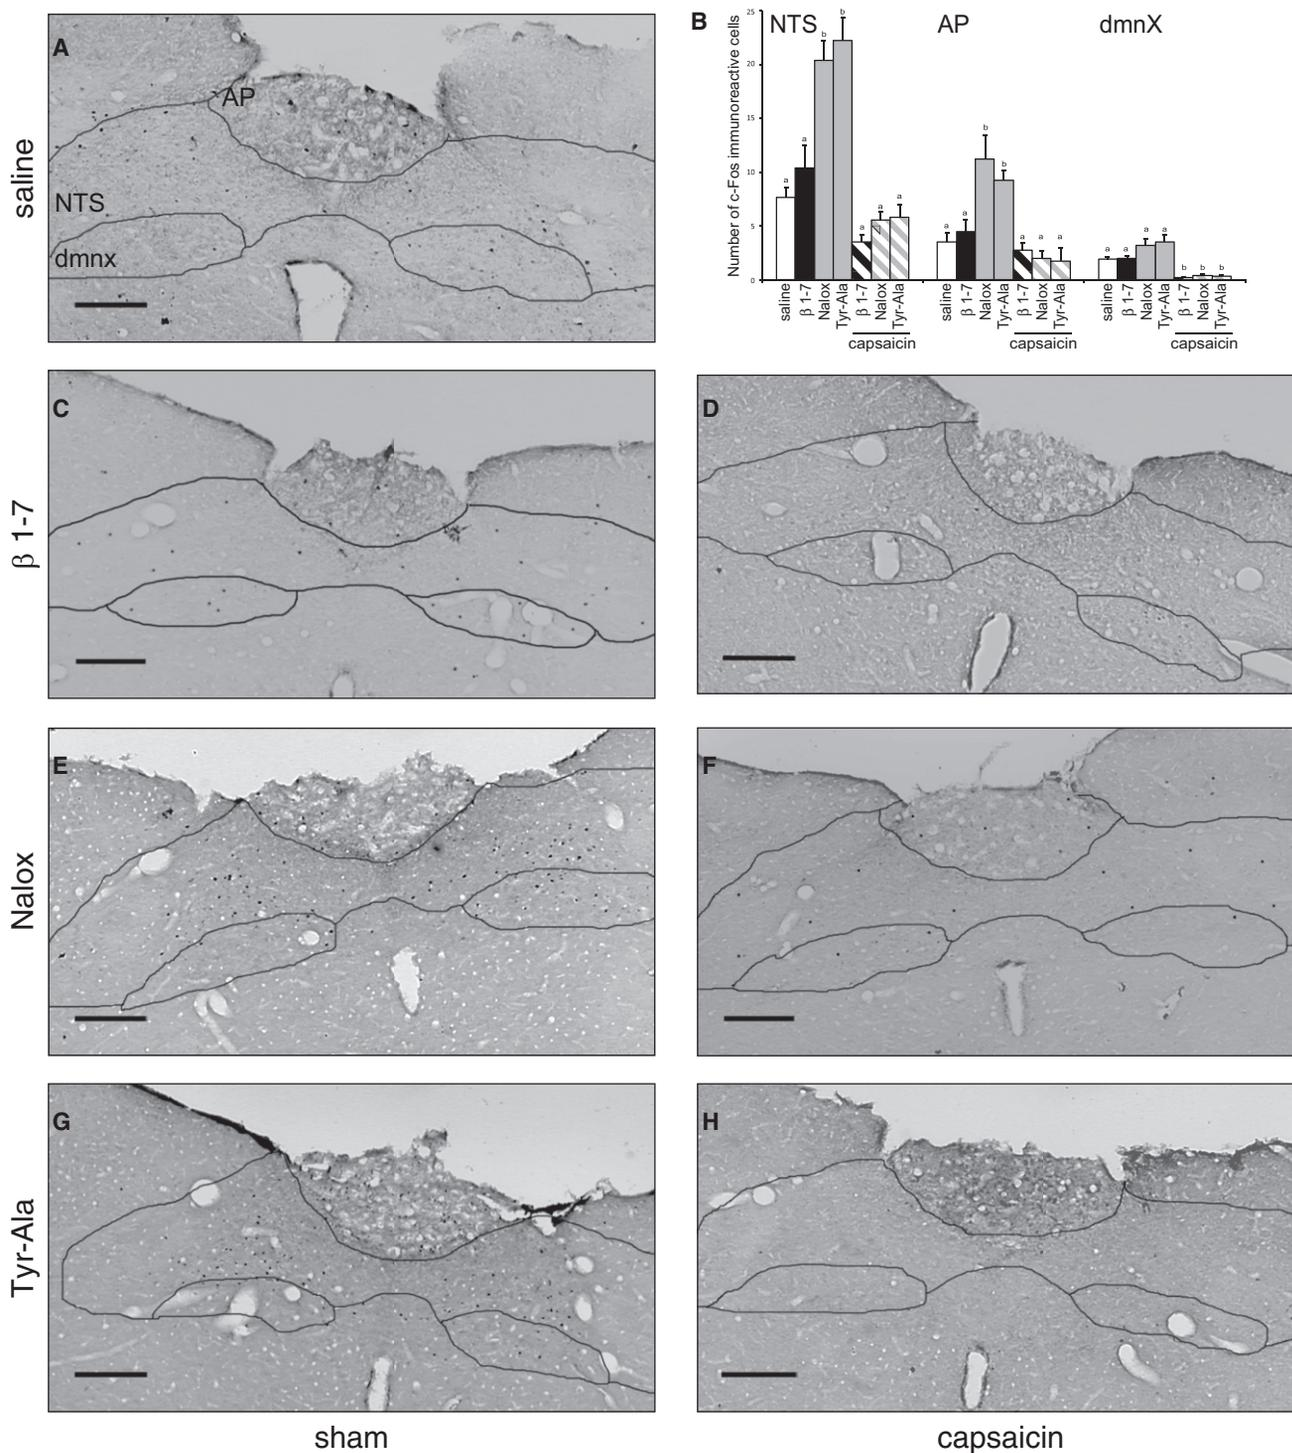 A
AP
NTS
dmnx
saline
B
NTS AP dmnX
Number of c-Fos immunoreactive cells
25
20
15
10
5
0
a a b b a a a
a a b b a a a
a a a a b b b
saline β 1-7 Nalox Tyr-Ala β 1-7 Nalox Tyr-Ala
saline β 1-7 Nalox Tyr-Ala β 1-7 Nalox Tyr-Ala
saline β 1-7 Nalox Tyr-Ala β 1-7 Nalox Tyr-Ala
capsaicin capsaicin capsaicin
C
D
β 1-7
E
F
Nalox
G
H
Tyr-Ala
sham
capsaicin